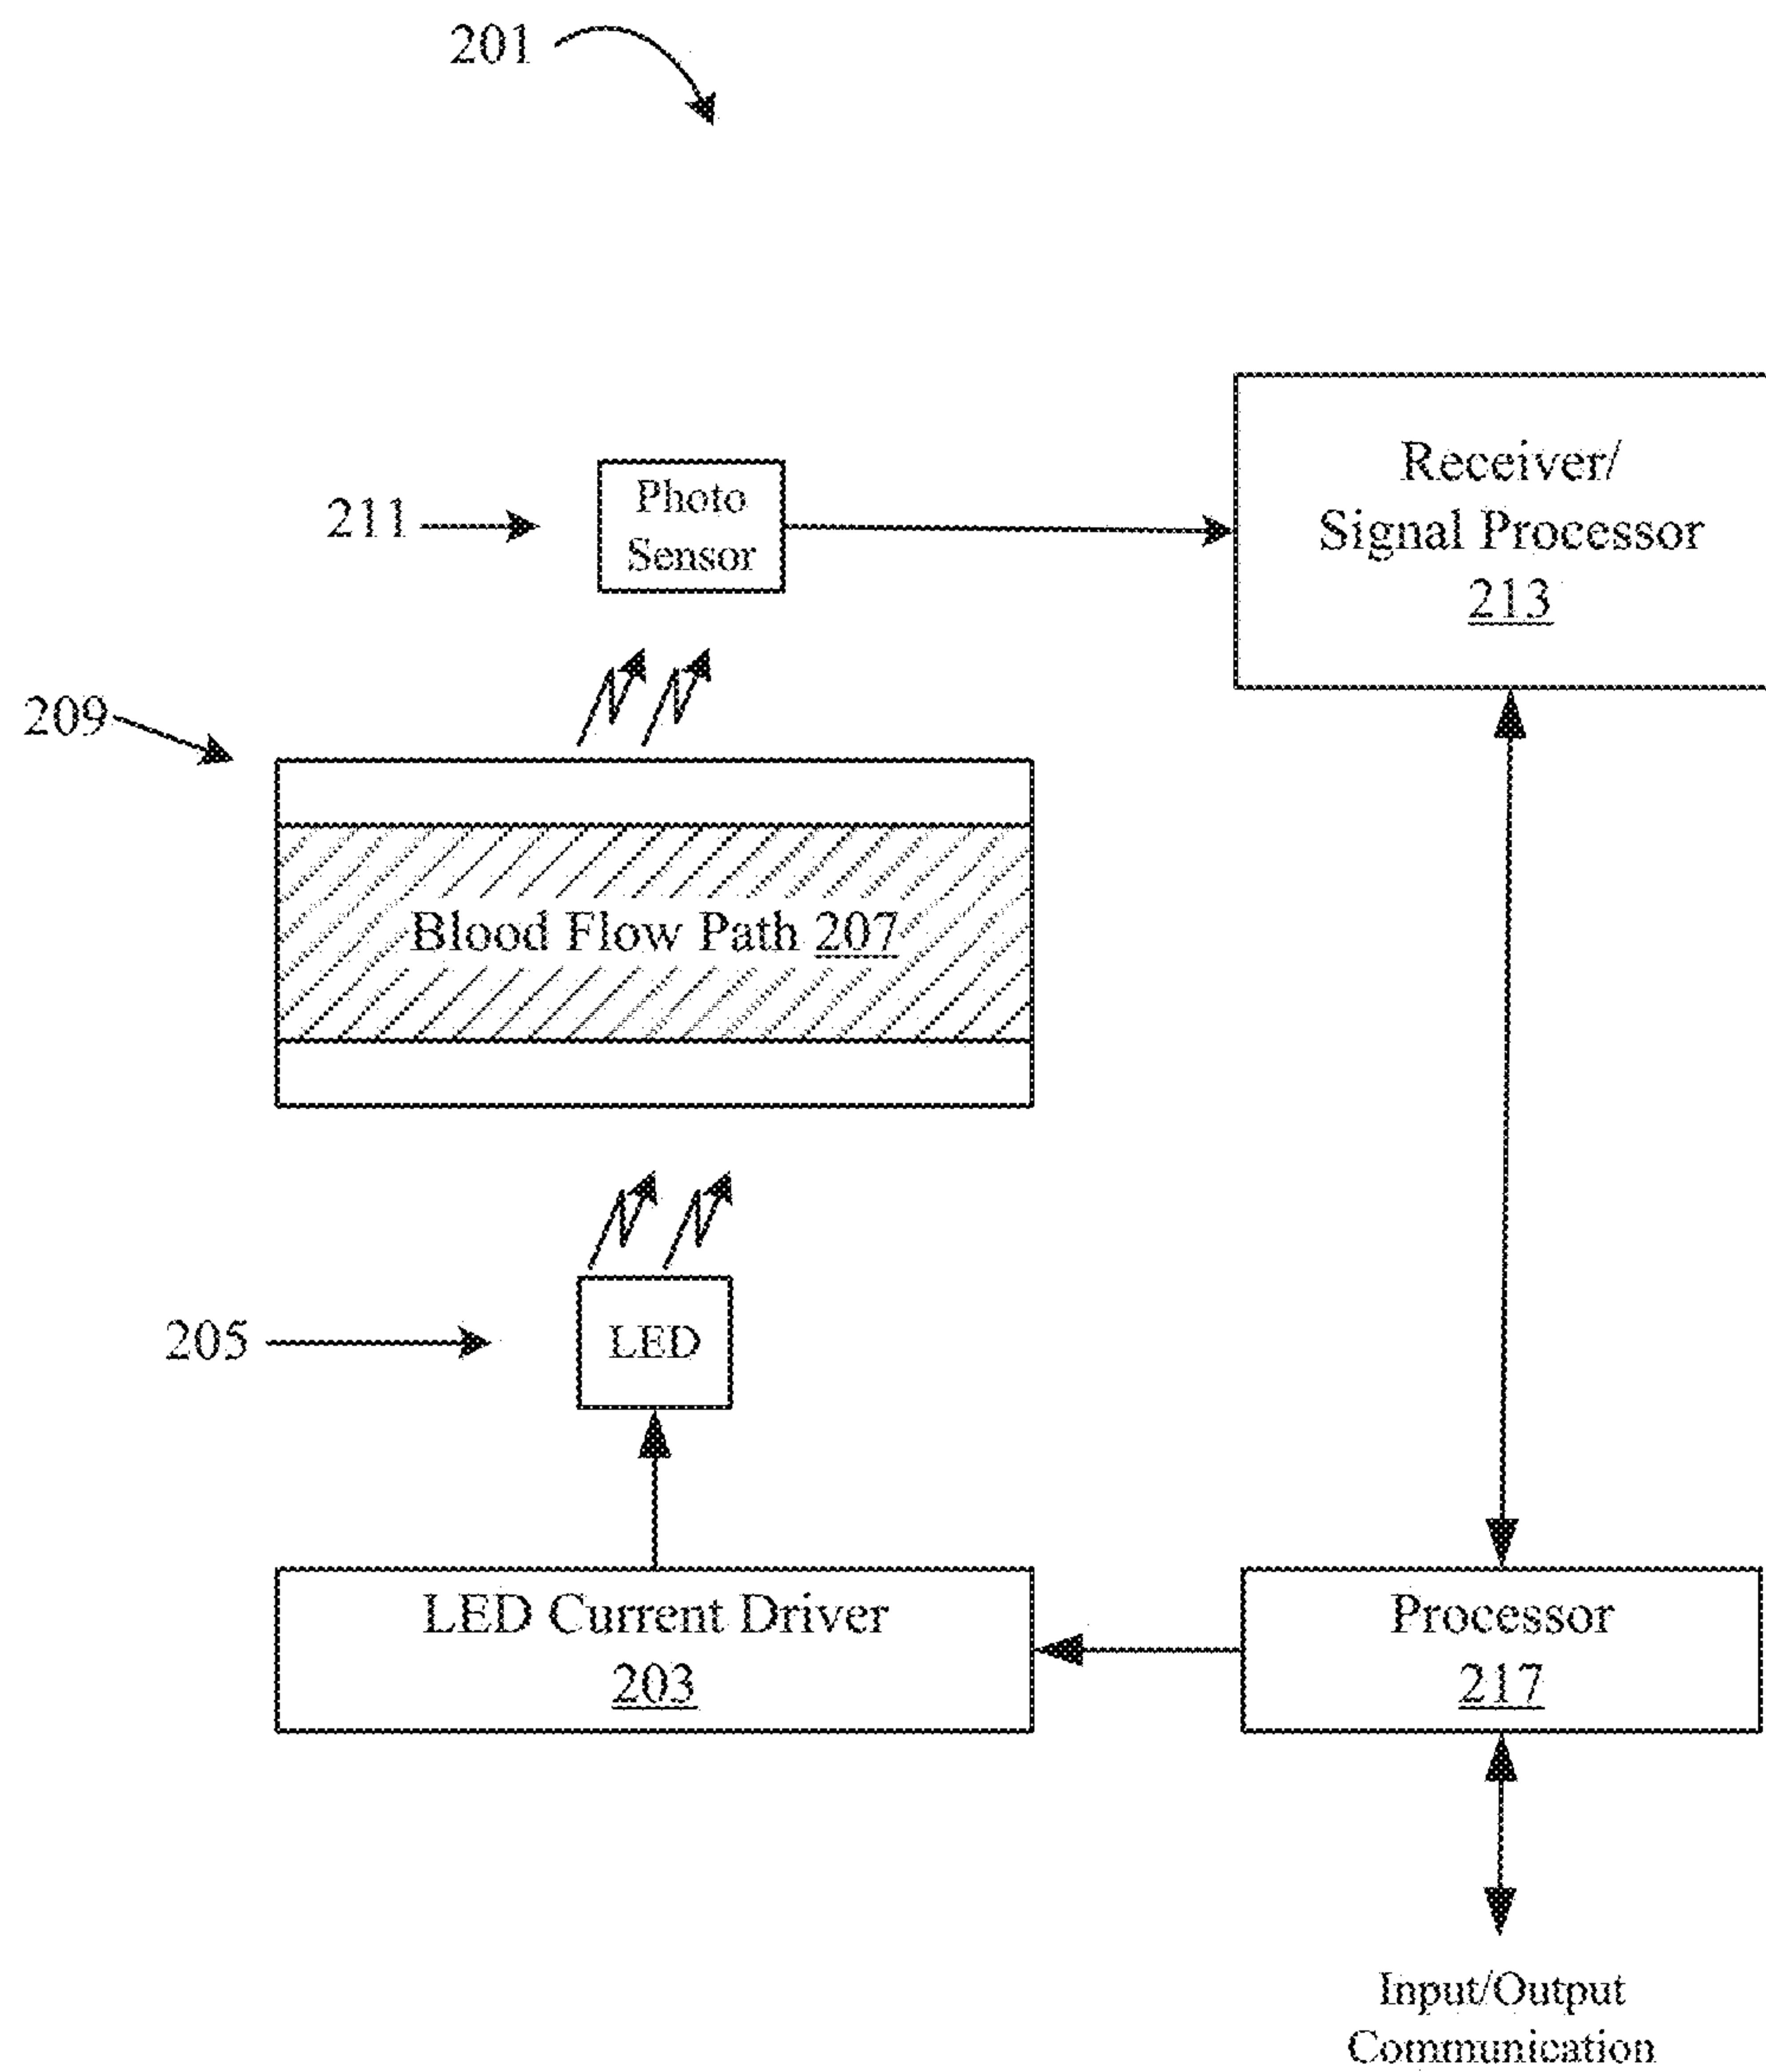 201
Receiver/
Signal Processor
213
Photo
Sensor
211
209
Blood Flow Path 207
205
LED
LED Current Driver
203
Processor
217
Input/Output
Communication